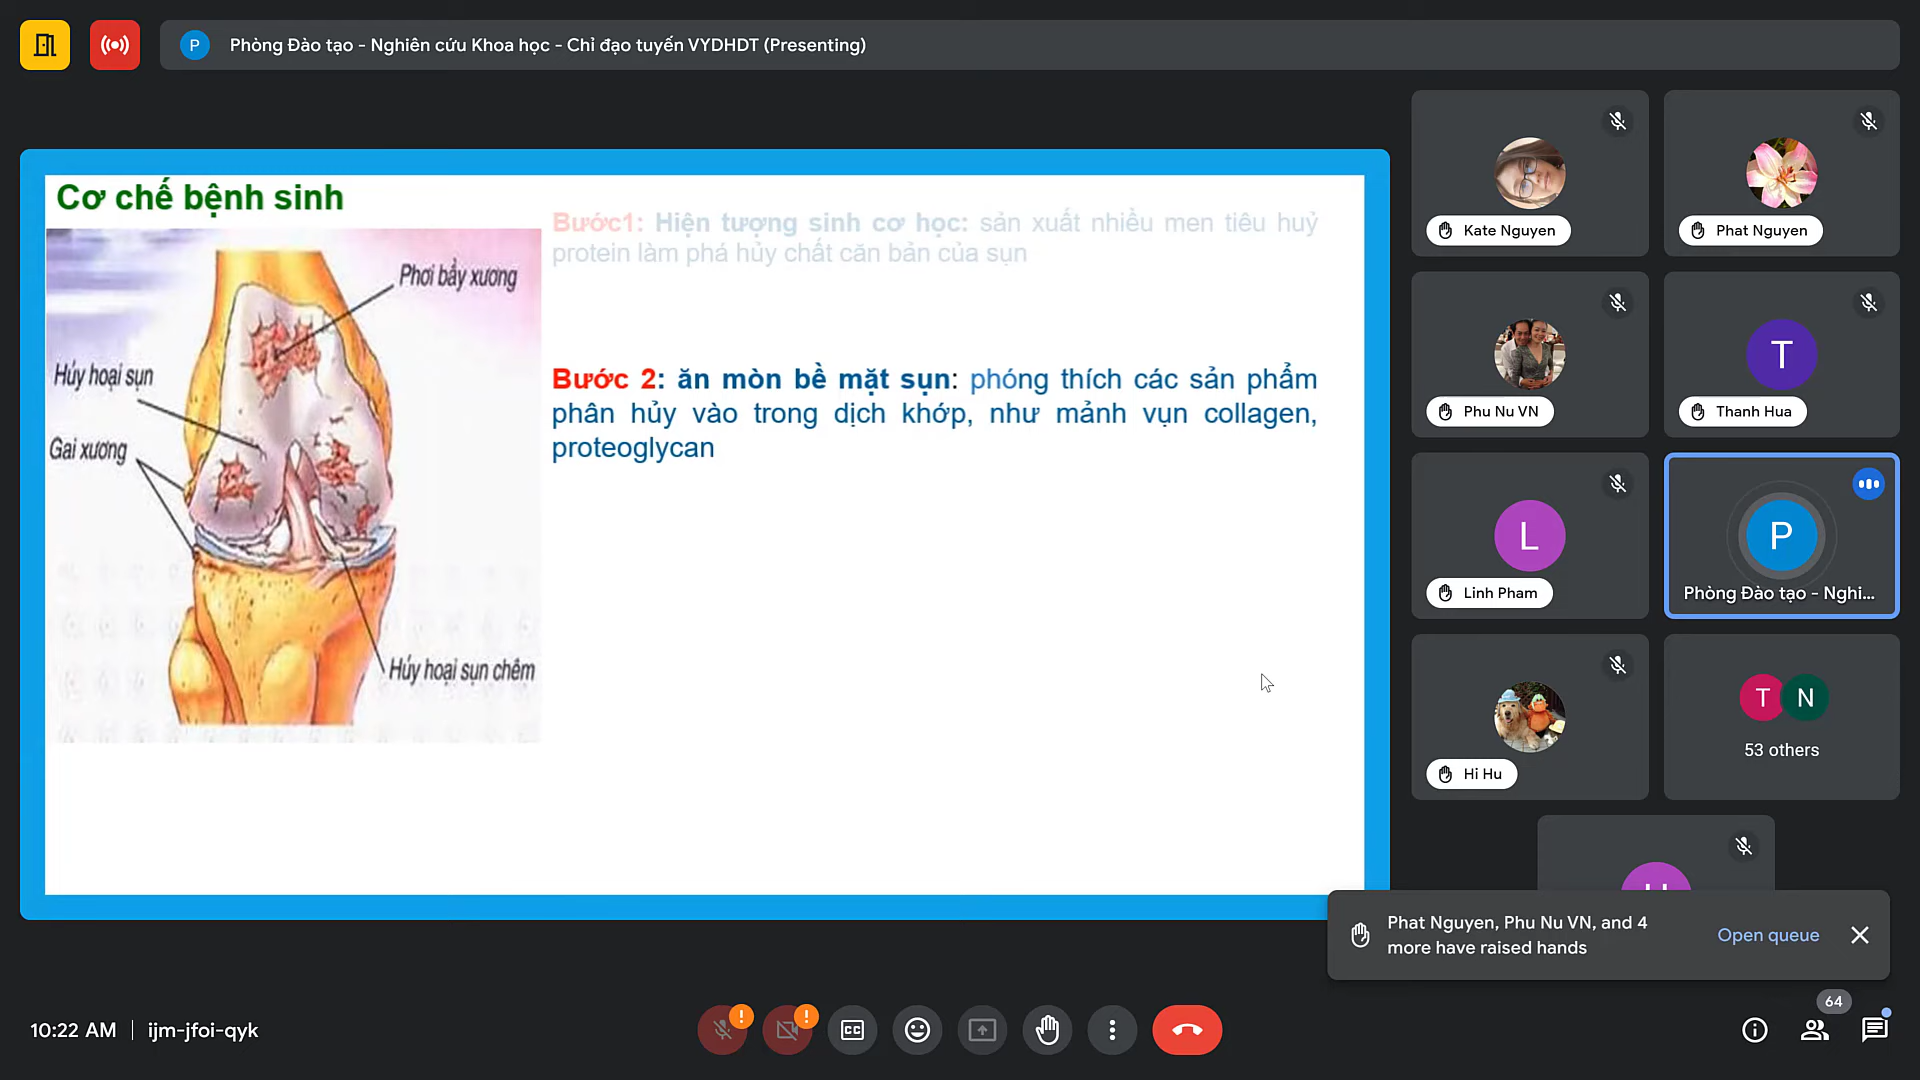 P Phòng Đào tạo - Nghiên cứu Khoa học - Chỉ đạo tuyến VYDHDT (Presenting)
Cơ chế bệnh sinh
Bước1: Hiện tượng sinh cơ học: sản xuất nhiều men tiêu huỷ
protein làm phá hủy chất căn bản của sụn
Phơi bầy xương
Hủy hoại sụn
Gai xương
Hủy hoại sụn chêm
Bước 2: ăn mòn bề mặt sụn: phóng thích các sản phẩm
phân hủy vào trong dịch khớp, như mảnh vụn collagen,
proteoglycan
Kate Nguyen
Phat Nguyen
Phu Nu VN
T
Thanh Hua
L
Linh Pham
P
Phòng Đào tạo - Nghi...
Hi Hu
T N
53 others
Phat Nguyen, Phu Nu VN, and 4
more have raised hands
Open queue
10:22 AM | ijm-jfoi-qyk
CC
64